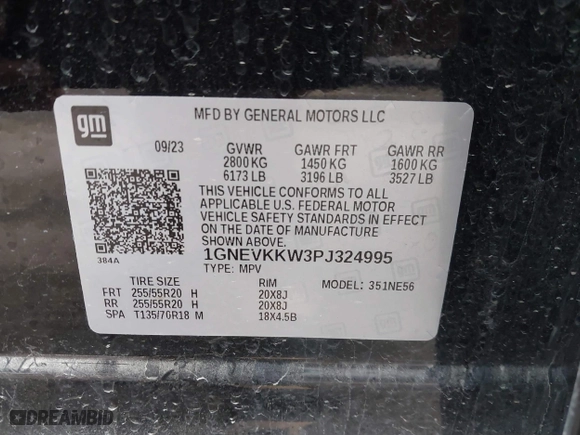 gm
MFD BY GENERAL MOTORS LLC
09/23 GVWR GAWR FRT GAWR RR
2800 KG 1450 KG 1600 KG
6173 LB 3196 LB 3527 LB
THIS VEHICLE CONFORMS TO ALL
APPLICABLE U.S. FEDERAL MOTOR
VEHICLE SAFETY STANDARDS IN EFFECT
ON THE DATE OF MANUFACTURE
SHOWN ABOVE.
384A
1GNEVKKW3PJ324995
TYPE: MPV
TIRE SIZE RIM MODEL: 351NE56
FRT 255/55R20 H 20X8J
RR 255/55R20 H 20X8J
SPA T135/70R18 M 18X4.5B
DREAMBID